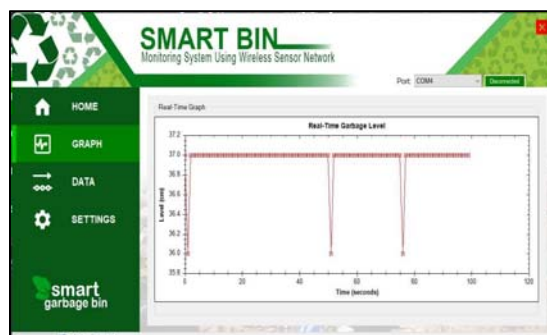 SMART BIN
Monitoring System Using Wireless Sensor Network
Port: COM4
Disconnected
HOME
GRAPH
DATA
SETTINGS
smart
garbage bin
Real-Time Graph
Real-Time Garbage Level
Level (cm)
37.2
37.0
36.8
36.6
36.4
36.2
36.0
35.8
0
20
40
60
80
100
120
Time (seconds)